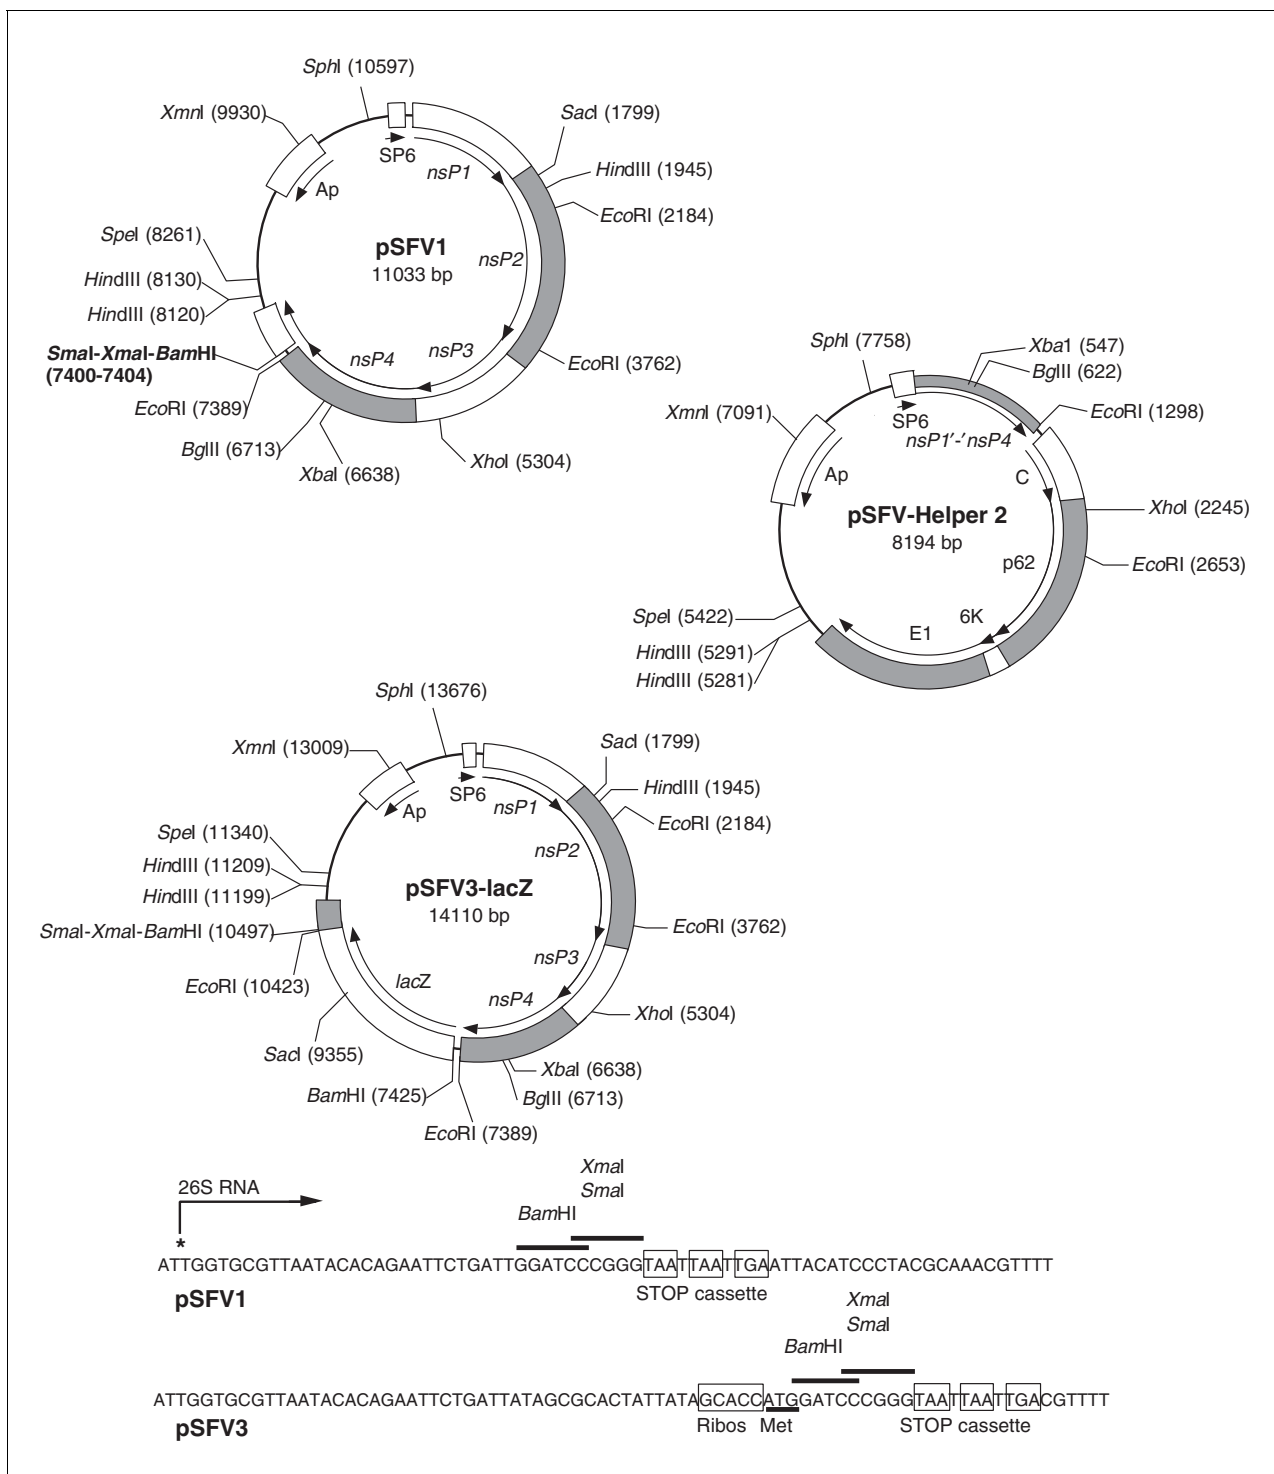 SphI (10597)
XmnI (9930)
SacI (1799)
SP6
nsP1
HindIII (1945)
Ap
EcoRI (2184)
SpeI (8261)
pSFV1
nsP2
11033 bp
HindIII (8130)
HindIII (8120)
SmaI-XmaI-BamHI
(7400-7404)
nsP4
nsP3
EcoRI (3762)
EcoRI (7389)
BglII (6713)
XbaI (6638)
XhoI (5304)
SphI (7758)
Xba1 (547)
BglII (622)
XmnI (7091)
SP6
EcoRI (1298)
nsP1′-′nsP4
Ap
C
pSFV-Helper 2
8194 bp
XhoI (2245)
p62
EcoRI (2653)
SpeI (5422)
6K
E1
HindIII (5291)
HindIII (5281)
SphI (13676)
XmnI (13009)
SacI (1799)
SP6
nsP1
HindIII (1945)
Ap
EcoRI (2184)
SpeI (11340)
nsP2
HindIII (11209)
pSFV3-lacZ
14110 bp
HindIII (11199)
SmaI-XmaI-BamHI (10497)
EcoRI (3762)
nsP3
EcoRI (10423)
lacZ
nsP4
XhoI (5304)
SacI (9355)
XbaI (6638)
BamHI (7425)
BglII (6713)
EcoRI (7389)
26S RNA
XmaI
SmaI
BamHI
*
ATTGGTGCGTTAATACACAGAATTCTGATTGGATCCCGGGTAATTAATTGAATTACATCCCTACGCAAACGTTTT
STOP cassette
pSFV1
XmaI
SmaI
BamHI
ATTGGTGCGTTAATACACAGAATTCTGATTATAGCGCACTATTATAGCACCATGGATCCCGGGTAATTAATTGACGTTTT
Ribos Met STOP cassette
pSFV3